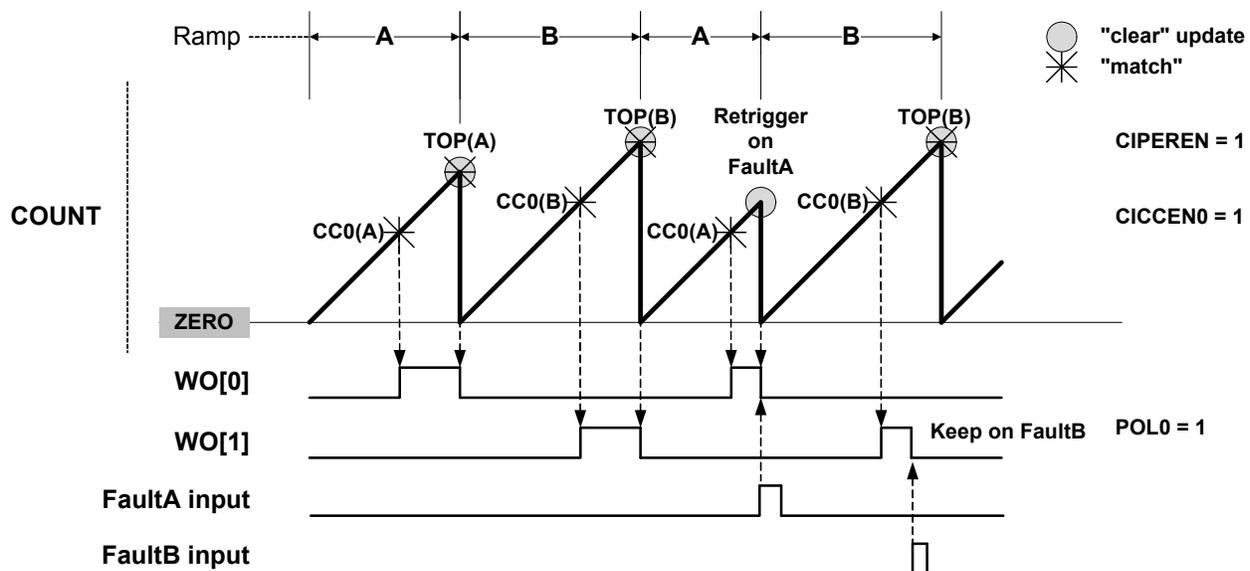 Ramp
A
B
A
B
"clear" update
"match"
TOP(A)
TOP(B)
Retrigger
on
FaultA
TOP(B)
CIPEREN = 1
COUNT
CC0(A)
CC0(B)
CC0(A)
CC0(B)
CICCEN0 = 1
ZERO
WO[0]
WO[1]
Keep on FaultB
POL0 = 1
FaultA input
FaultB input